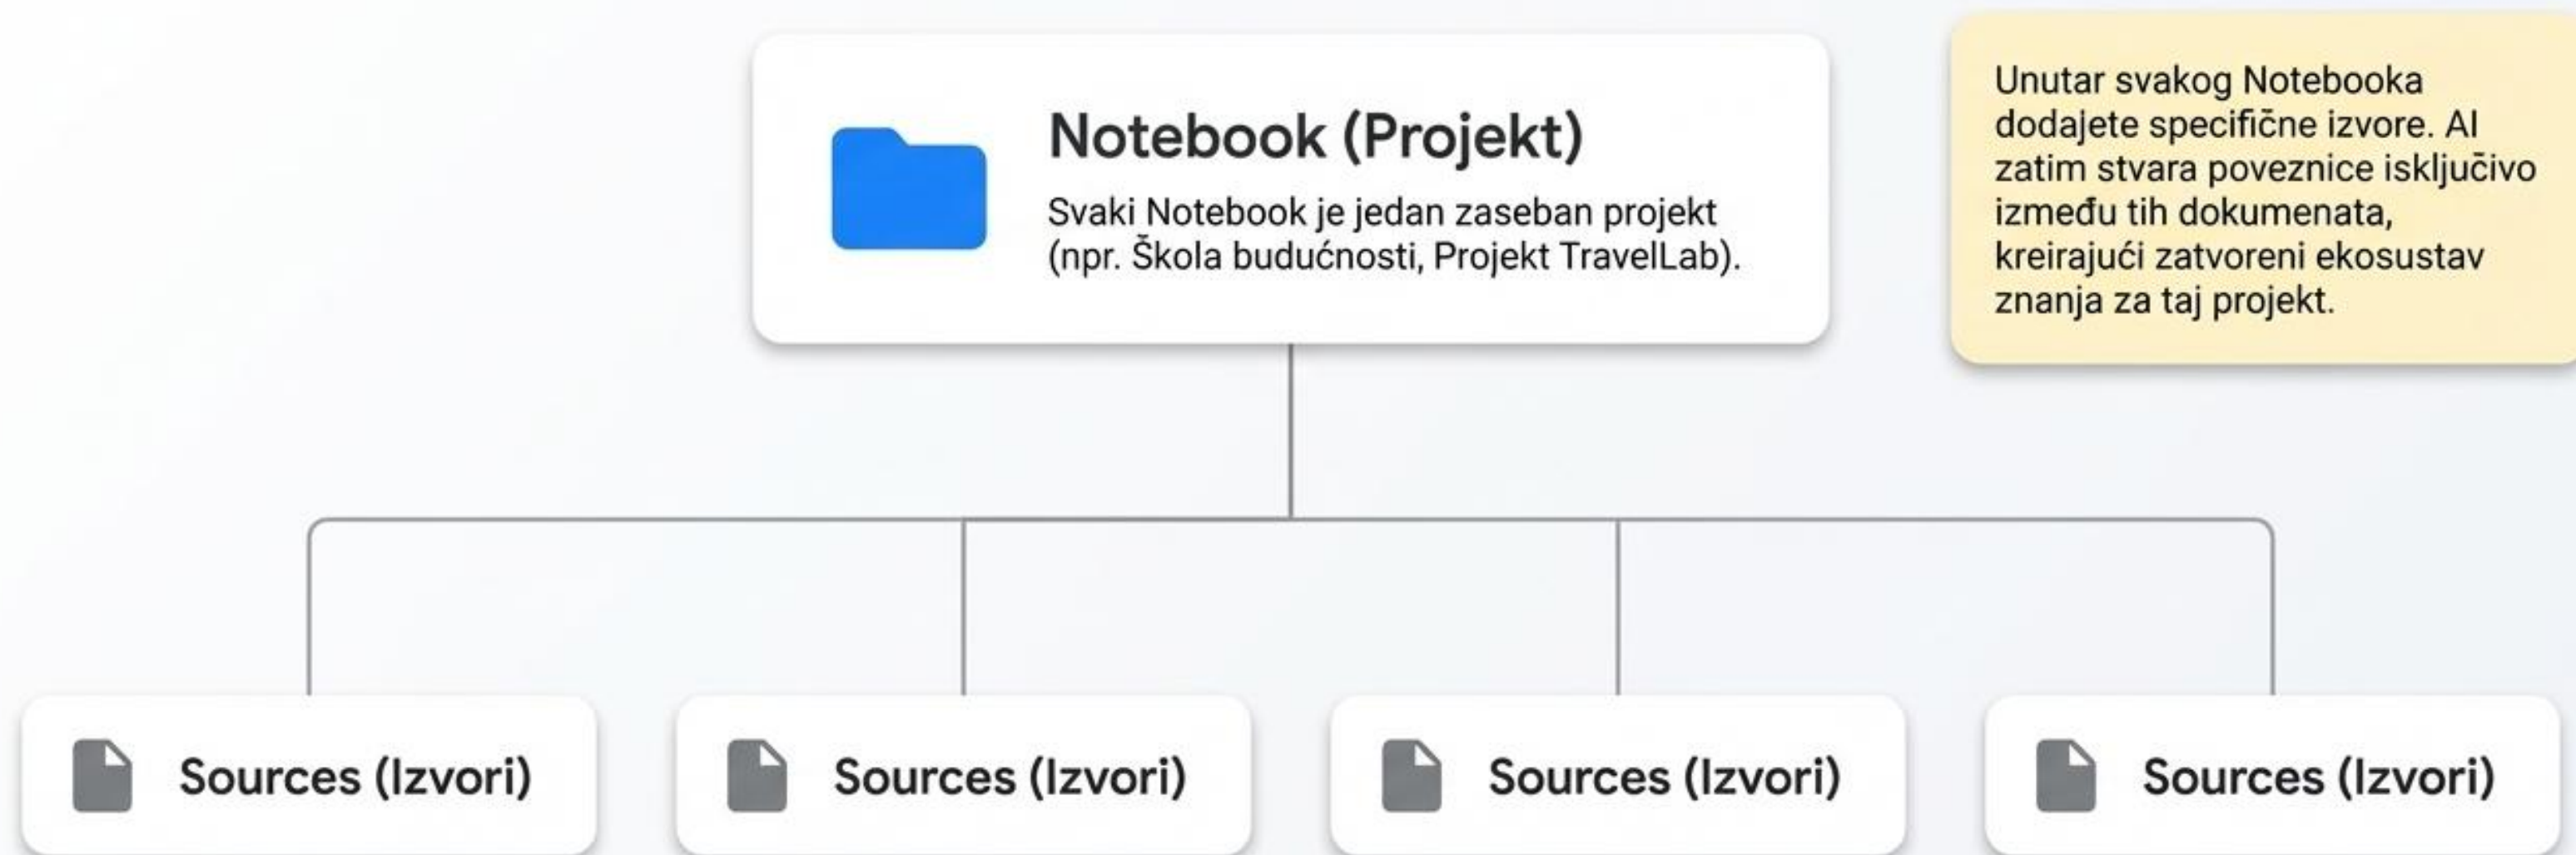 Notebook (Projekt)
Svaki Notebook je jedan zaseban projekt
(npr. Škola budućnosti, Projekt TravelLab).
Unutar svakog Notebooka
dodajete specifične izvore. AI
zatim stvara poveznice isključivo
između tih dokumenata,
kreirajući zatvoreni ekosustav
znanja za taj projekt.
Sources (Izvori)
Sources (Izvori)
Sources (Izvori)
Sources (Izvori)